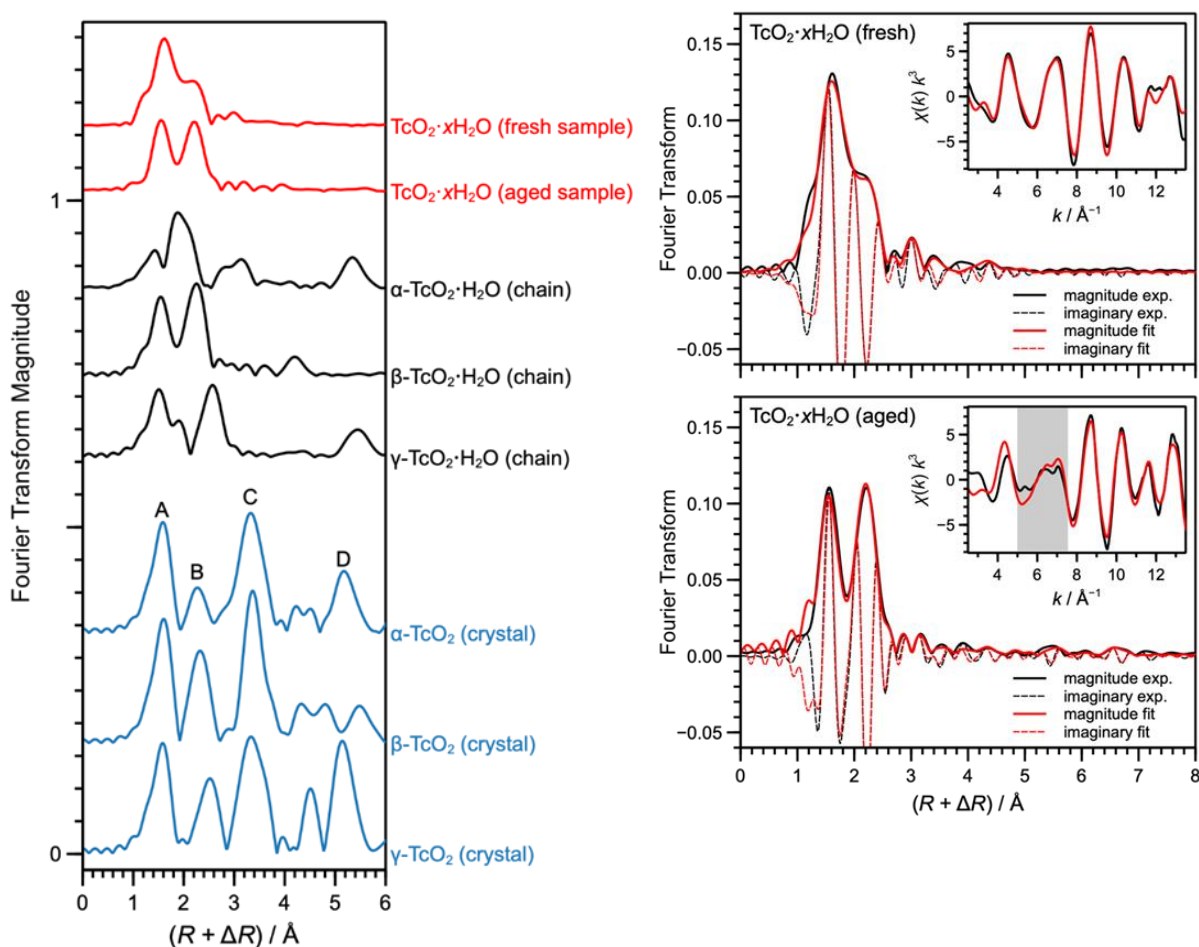 Fourier Transform Magnitude
1
0
TcO₂·xH₂O (fresh sample)
TcO₂·xH₂O (aged sample)
α-TcO₂·H₂O (chain)
β-TcO₂·H₂O (chain)
γ-TcO₂·H₂O (chain)
A
B
C
D
α-TcO₂ (crystal)
β-TcO₂ (crystal)
γ-TcO₂ (crystal)
0 1 2 3 4 5 6
(R + ΔR) / Å
TcO₂·xH₂O (fresh)
Fourier Transform
0.15
0.10
0.05
0.00
−0.05
χ(k) k³
5
0
−5
4 6 8 10 12
k / Å⁻¹
magnitude exp.
imaginary exp.
magnitude fit
imaginary fit
TcO₂·xH₂O (aged)
Fourier Transform
0.15
0.10
0.05
0.00
−0.05
χ(k) k³
5
0
−5
4 6 8 10 12
k / Å⁻¹
magnitude exp.
imaginary exp.
magnitude fit
imaginary fit
0 1 2 3 4 5 6 7 8
(R + ΔR) / Å